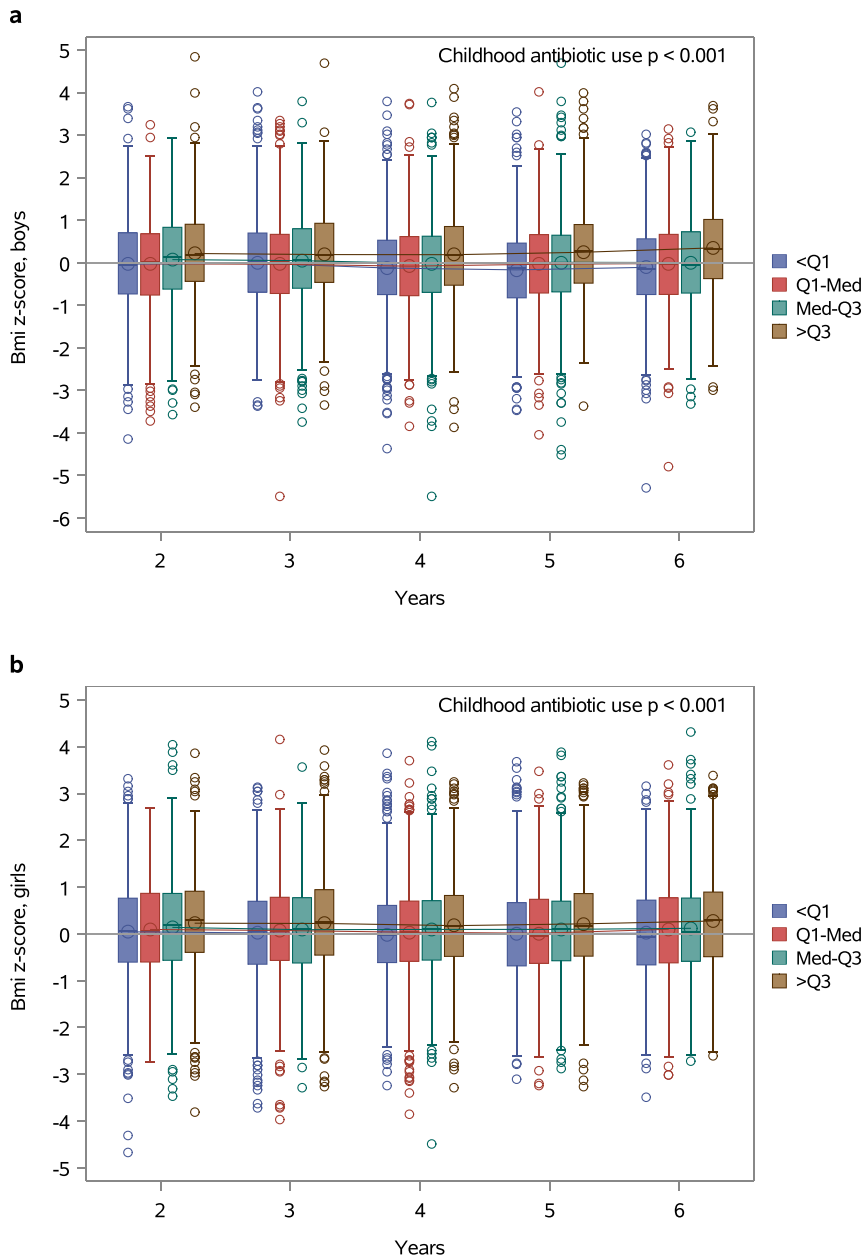 a
Childhood antibiotic use p < 0.001
Bmi z-score, boys
5
4
3
2
1
0
-1
-2
-3
-4
-5
-6
2 3 4 5 6
Years
<Q1
Q1-Med
Med-Q3
>Q3
b
Childhood antibiotic use p < 0.001
Bmi z-score, girls
5
4
3
2
1
0
-1
-2
-3
-4
-5
2 3 4 5 6
Years
<Q1
Q1-Med
Med-Q3
>Q3